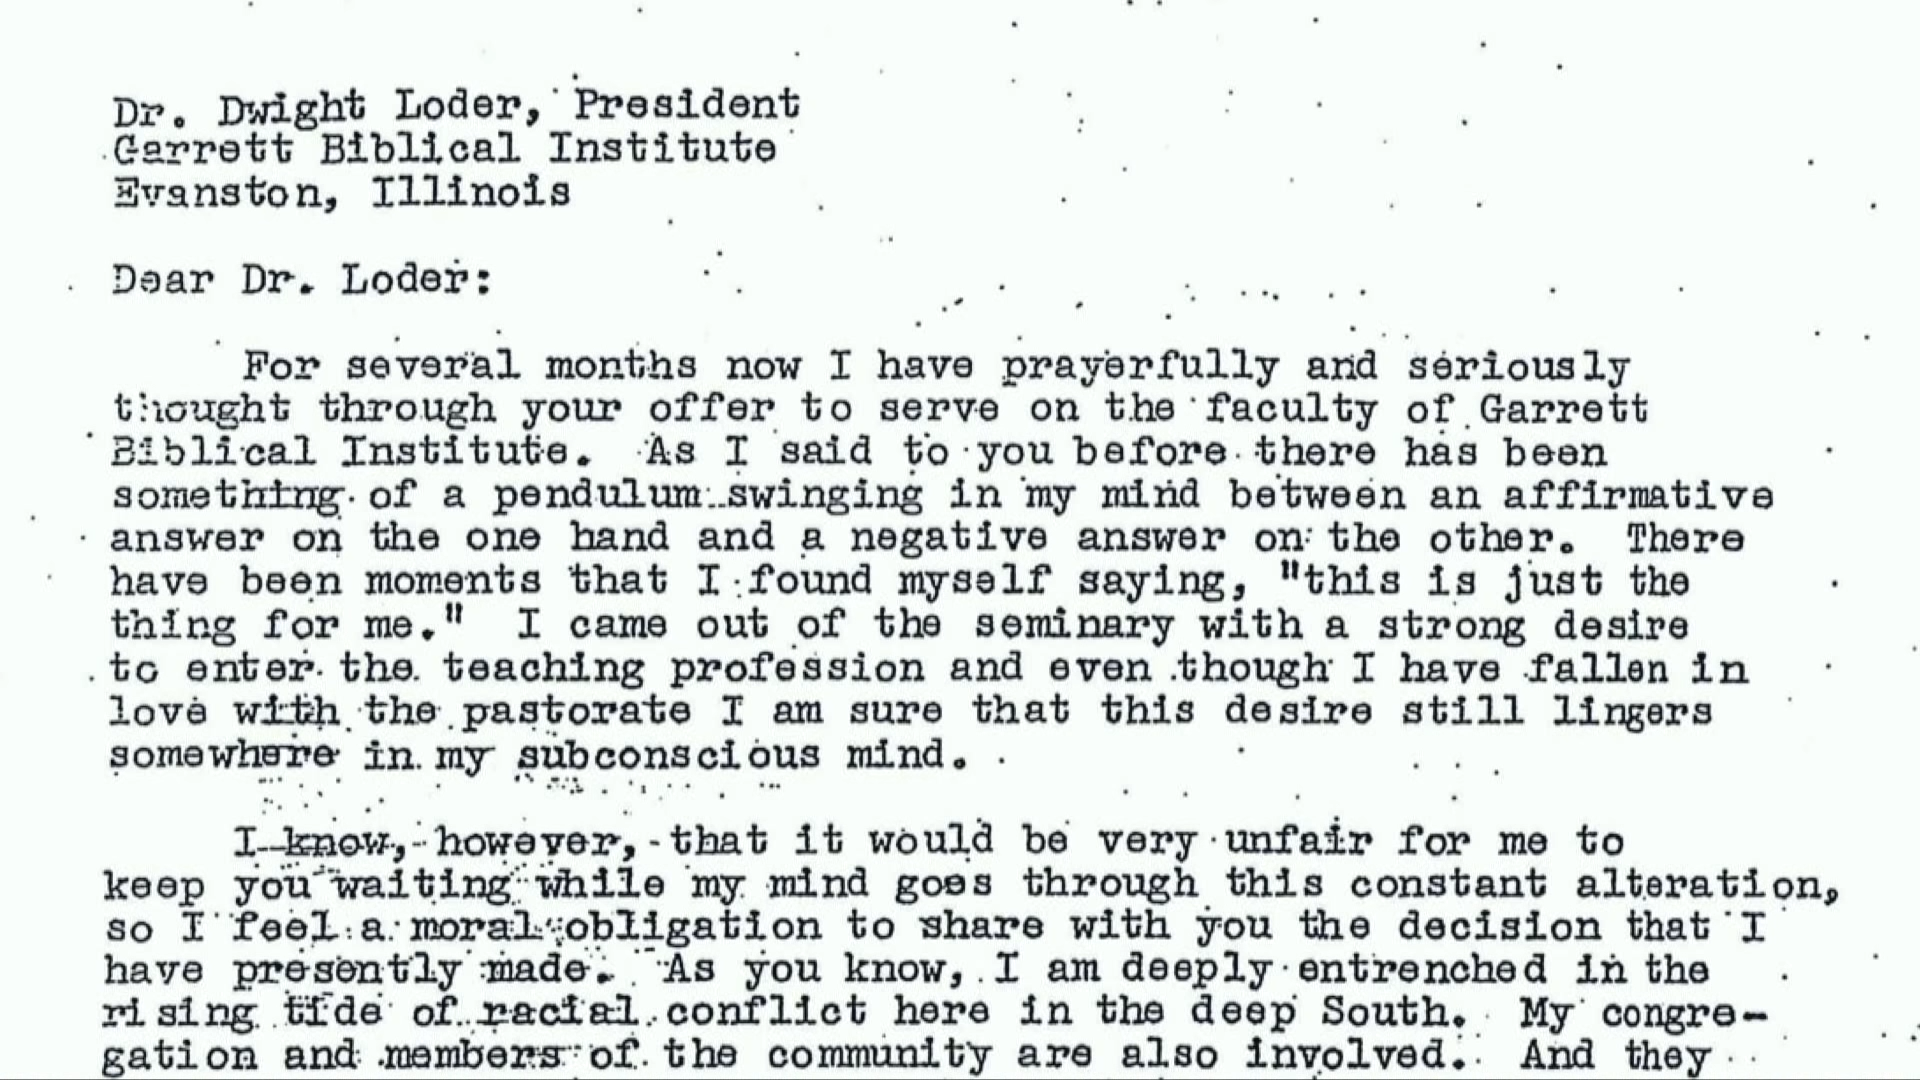 Dr. Dwight Loder, President
Garrett Biblical Institute
Evanston, Illinois
Dear Dr. Loder:
For several months now I have prayerfully and seriously
thought through your offer to serve on the faculty of Garrett
Biblical Institute. As I said to you before there has been
something of a pendulum swinging in my mind between an affirmative
answer on the one hand and a negative answer on the other. There
have been moments that I found myself saying, "this is just the
thing for me." I came out of the seminary with a strong desire
to enter the teaching profession and even though I have fallen in
love with the pastorate I am sure that this desire still lingers
somewhere in my subconscious mind.
I know, however, that it would be very unfair for me to
keep you waiting while my mind goes through this constant alteration,
so I feel a moral obligation to share with you the decision that I
have presently made. As you know, I am deeply entrenched in the
rising tide of racial conflict here in the deep South. My congre-
gation and members of the community are also involved. And they